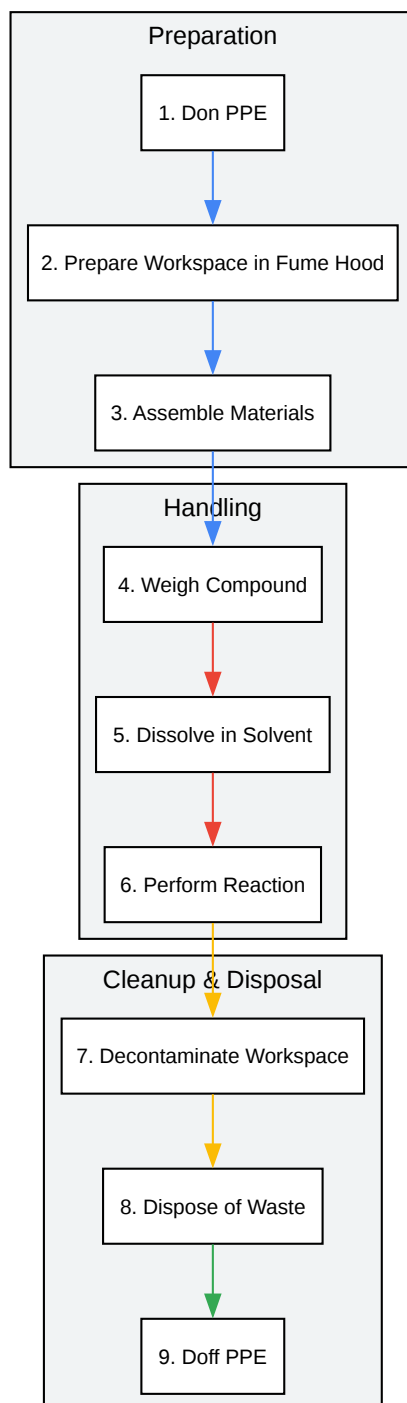 Preparation
1. Don PPE
2. Prepare Workspace in Fume Hood
3. Assemble Materials
Handling
4. Weigh Compound
5. Dissolve in Solvent
6. Perform Reaction
Cleanup & Disposal
7. Decontaminate Workspace
8. Dispose of Waste
9. Doff PPE